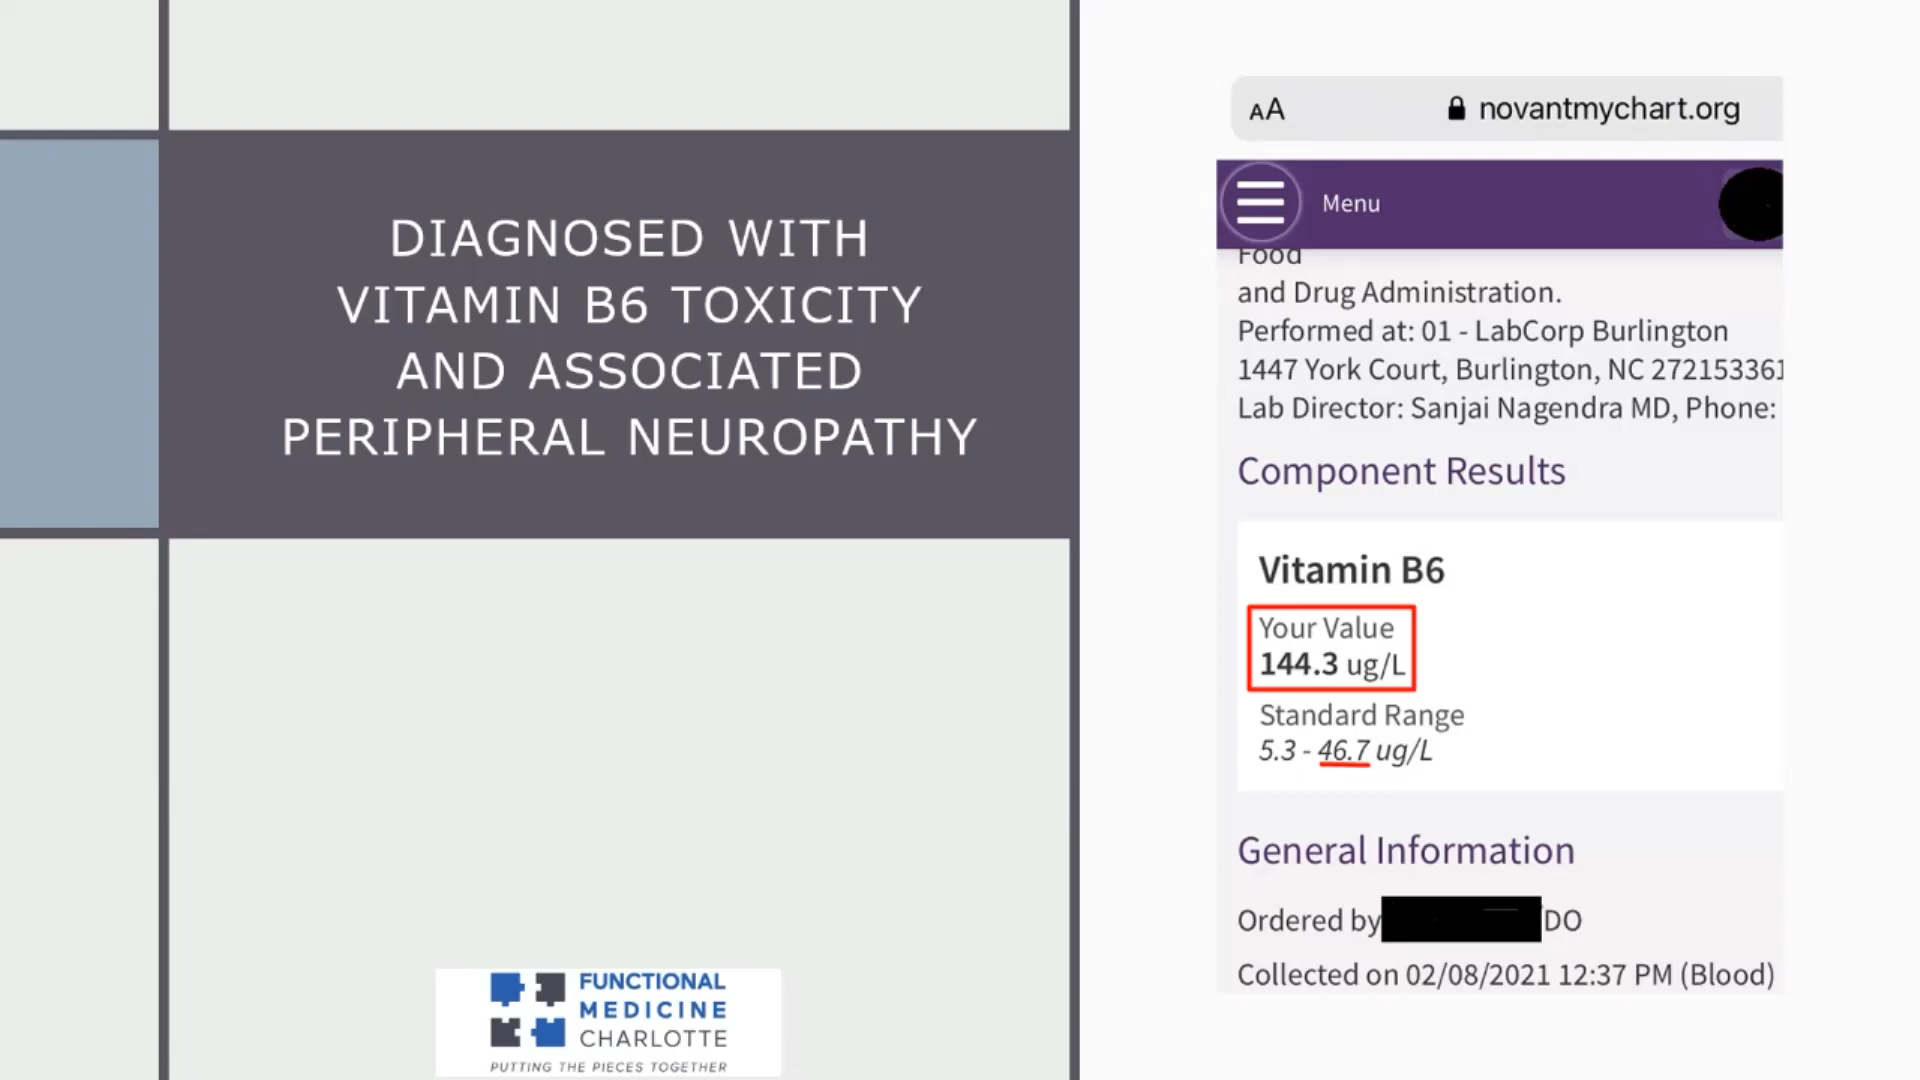 DIAGNOSED WITH
VITAMIN B6 TOXICITY
AND ASSOCIATED
PERIPHERAL NEUROPATHY
FUNCTIONAL
MEDICINE
CHARLOTTE
PUTTING THE PIECES TOGETHER
AA novantmychart.org
Menu
Food
and Drug Administration.
Performed at: 01 - LabCorp Burlington
1447 York Court, Burlington, NC 272153361
Lab Director: Sanjai Nagendra MD, Phone:
Component Results
Vitamin B6
Your Value
144.3 ug/L
Standard Range
5.3 - 46.7 ug/L
General Information
Ordered by DO
Collected on 02/08/2021 12:37 PM (Blood)